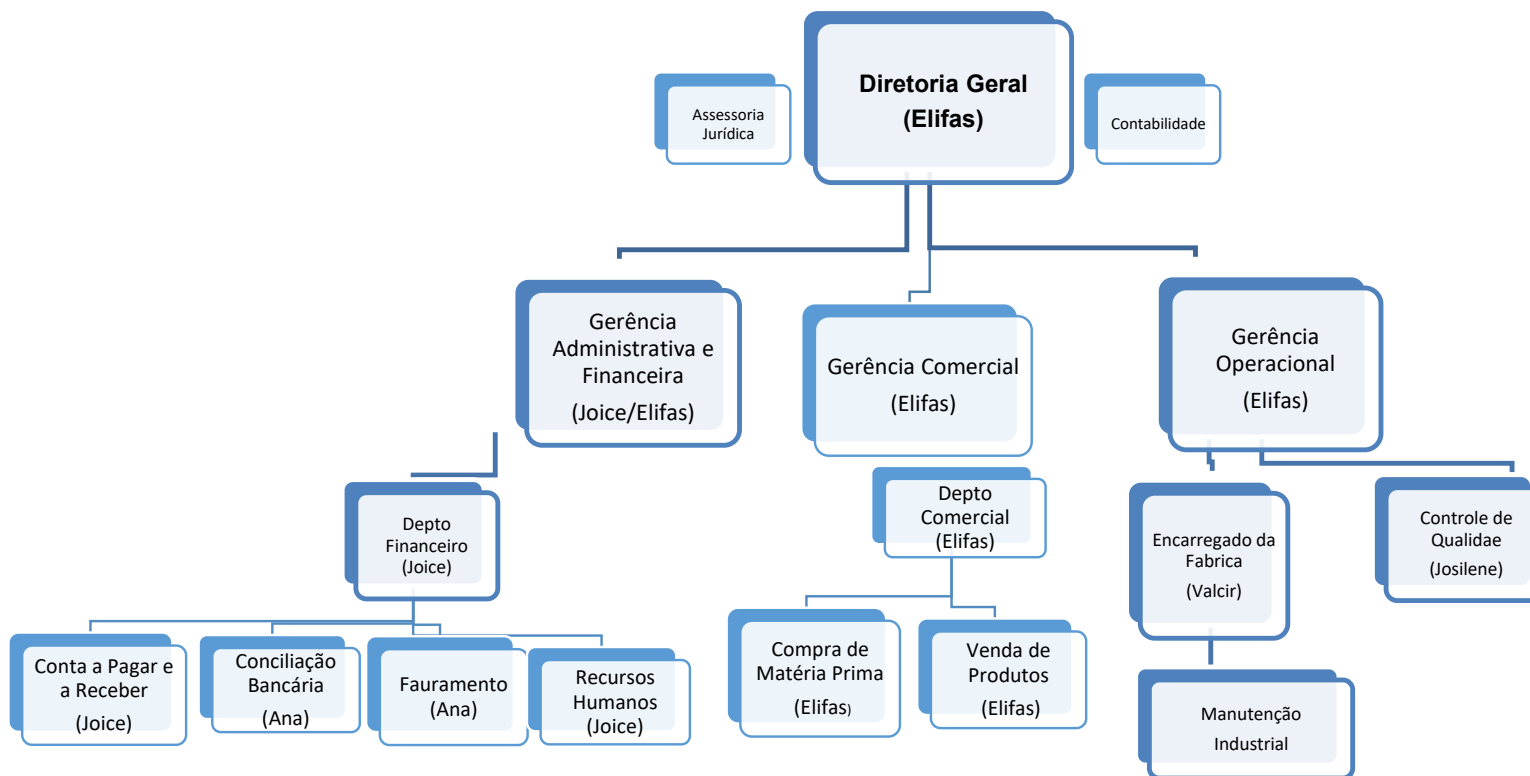 Diretoria Geral
(Elifas)
Assessoria
Jurídica
Contabilidade
Gerência
Administrativa e
Financeira
(Joice/Elifas)
Gerência Comercial
(Elifas)
Gerência
Operacional
(Elifas)
Depto
Financeiro
(Joice)
Depto
Comercial
(Elifas)
Encarregado da
Fabrica
(Valcir)
Controle de
Qualidae
(Josilene)
Conta a Pagar e
a Receber
(Joice)
Conciliação
Bancária
(Ana)
Fauramento
(Ana)
Recursos
Humanos
(Joice)
Compra de
Matéria Prima
(Elifas)
Venda de
Produtos
(Elifas)
Manutenção
Industrial